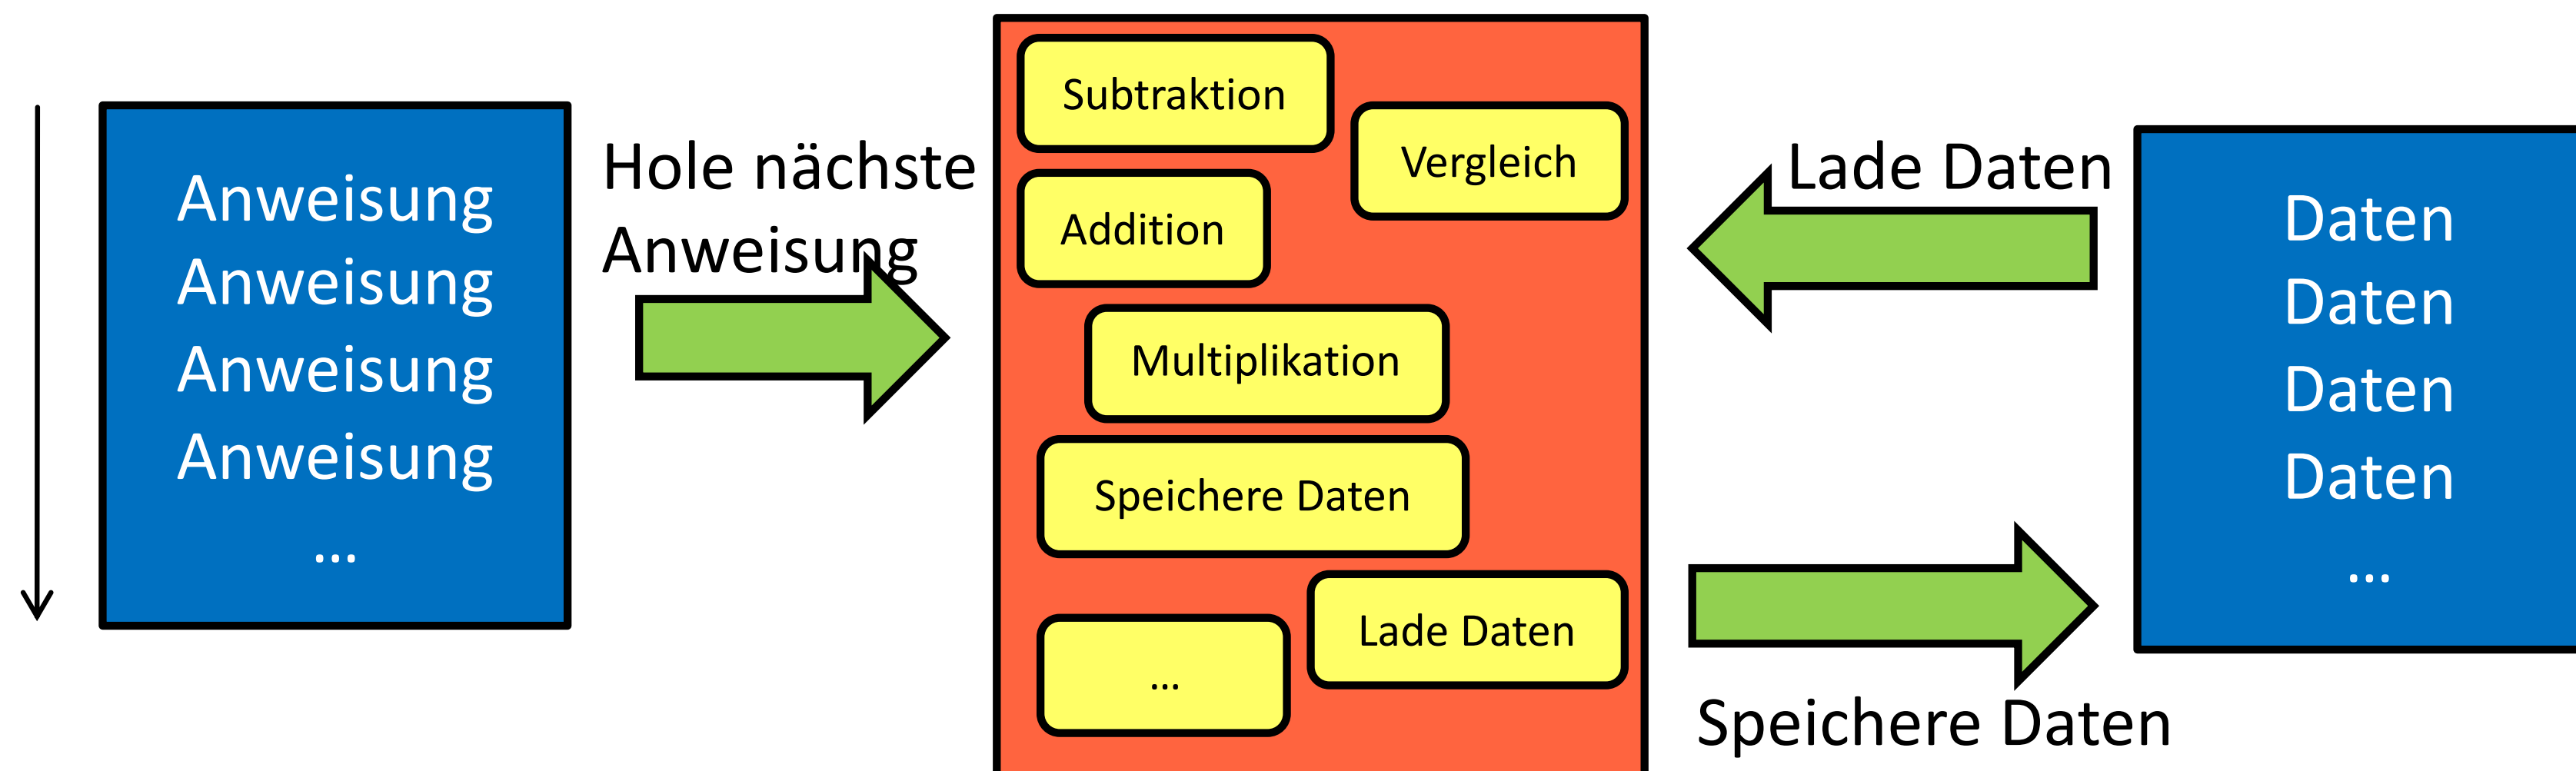 Anweisung
Anweisung
Anweisung
Anweisung
...
Hole nächste
Anweisung
Subtraktion
Vergleich
Addition
Multiplikation
Speichere Daten
Lade Daten
...
Lade Daten
Speichere Daten
Daten
Daten
Daten
Daten
...